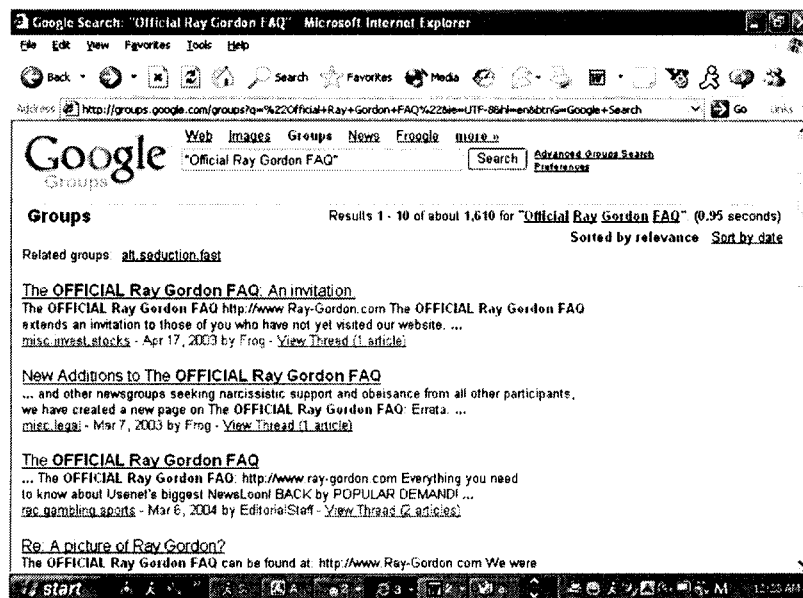 Google Search: "Official Ray Gordon FAQ" - Microsoft Internet Explorer
File Edit View Favorites Tools Help
Back Search Favorites Media
Address http://groups.google.com/groups?q=%22Official+Ray+Gordon+FAQ%22&ie=UTF-8&hl=en&btnG=Google+Search Go Links
Web Images Groups News Froogle more »
Google Groups
"Official Ray Gordon FAQ" Search Advanced Groups Search
Preferences
Groups Results 1 - 10 of about 1,610 for "Official Ray Gordon FAQ". (0.95 seconds)
Sorted by relevance Sort by date
Related groups alt.seduction.fast
The OFFICIAL Ray Gordon FAQ: An invitation
The OFFICIAL Ray Gordon FAQ http://www.Ray-Gordon.com The OFFICIAL Ray Gordon FAQ
extends an invitation to those of you who have not yet visited our website. ...
misc.invest.stocks - Apr 17, 2003 by Frog - View Thread (1 article)
New Additions to The OFFICIAL Ray Gordon FAQ
... and other newsgroups seeking narcissistic support and obeisance from all other participants,
we have created a new page on The OFFICIAL Ray Gordon FAQ: Errata. ...
misc.legal - Mar 7, 2003 by Frog - View Thread (1 article)
The OFFICIAL Ray Gordon FAQ
... The OFFICIAL Ray Gordon FAQ: http://www.ray-gordon.com Everything you need
to know about Usenet's biggest NewsLoon! BACK by POPULAR DEMAND! ...
rec.gambling.sports - Mar 6, 2004 by EditorialStaff - View Thread (2 articles)
Re: A picture of Ray Gordon?
The OFFICIAL Ray Gordon FAQ can be found at: http://www.Ray-Gordon.com We were
start